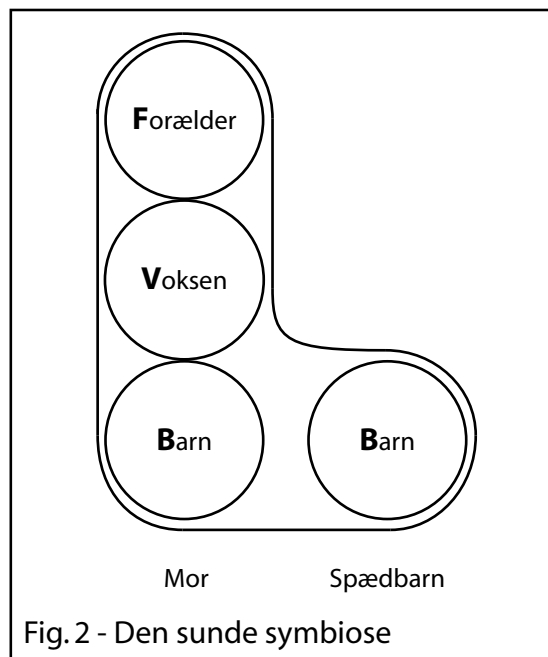 Forælder
Voksen
Barn Barn
Mor Spædbarn
Fig. 2 - Den sunde symbiose